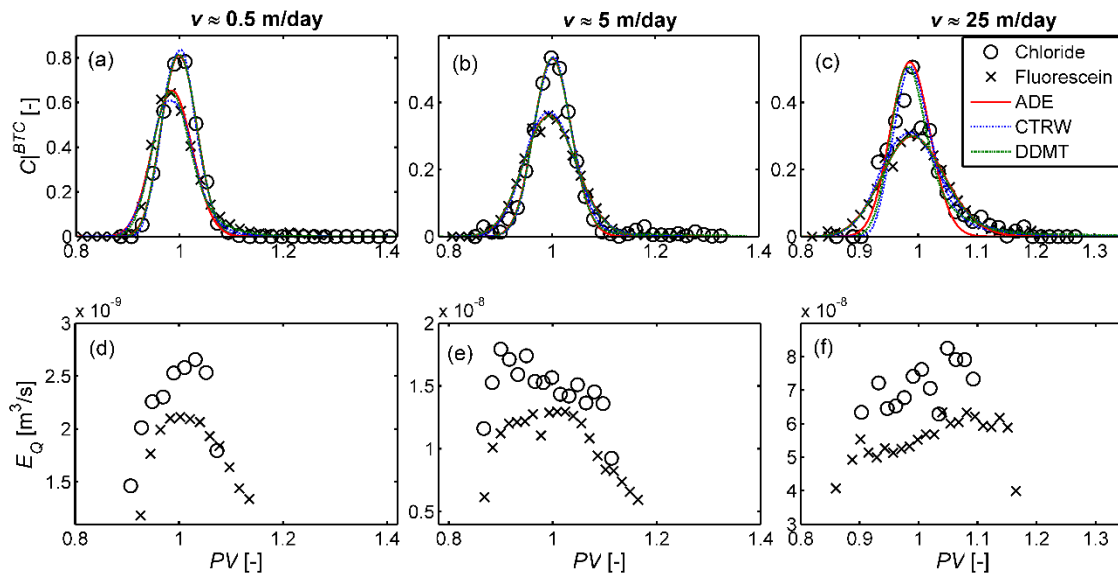 v ≈ 0.5 m/day
v ≈ 5 m/day
v ≈ 25 m/day
(a)
(b)
(c)
Chloride
Fluorescein
ADE
CTRW
DDMT
C|^BTC [-]
0.8
0.6
0.4
0.2
0
0.4
0.2
0
0.4
0.2
0
0.8 1 1.2 1.4
0.8 1 1.2 1.4
0.8 0.9 1 1.1 1.2 1.3
x 10^-9
x 10^-8
x 10^-8
(d)
(e)
(f)
E_Q [m^3/s]
3
2.5
2
1.5
2
1.5
1
0.5
8
7
6
5
4
3
0.8 1 1.2 1.4
0.8 1 1.2 1.4
0.8 0.9 1 1.1 1.2 1.3
PV [-]
PV [-]
PV [-]